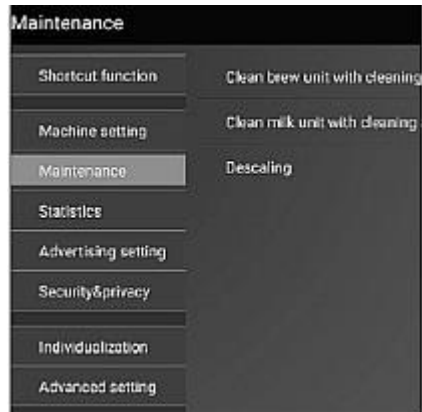 Maintenance
Shortcut function
Machine setting
Maintenance
Statistics
Advertising setting
Security&privacy
Individualization
Advanced setting
Clean brew unit with cleaning
Clean milk unit with cleaning
Descaling